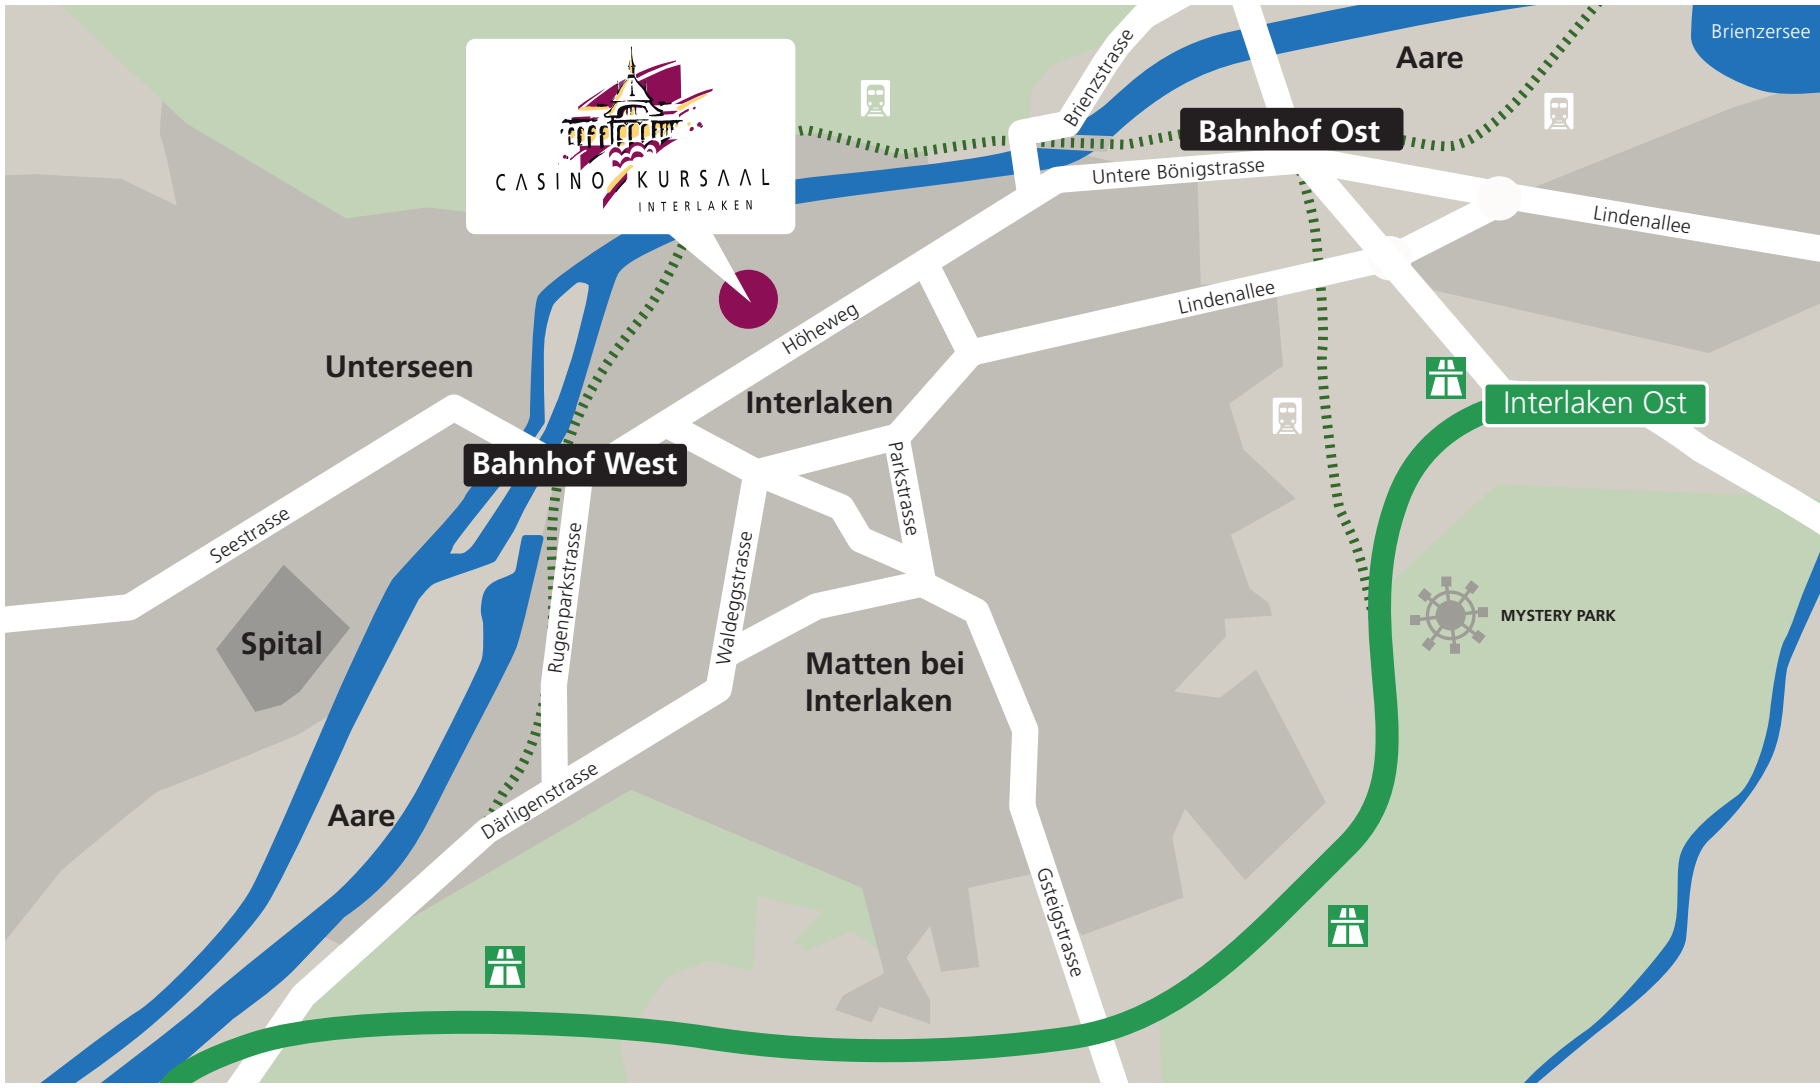 Brienzersee
Aare
Brienzstrasse
CASINO KURSAAL
INTERLAKEN
Bahnhof Ost
Untere Bönigstrasse
Lindenallee
Lindenallee
Höheweg
Unterseen
Interlaken
Interlaken Ost
Bahnhof West
Parkstrasse
Seestrasse
Rugenparkstrasse
Waldeggstrasse
MYSTERY PARK
Spital
Matten bei
Interlaken
Aare
Därligenstrasse
Gsteigstrasse